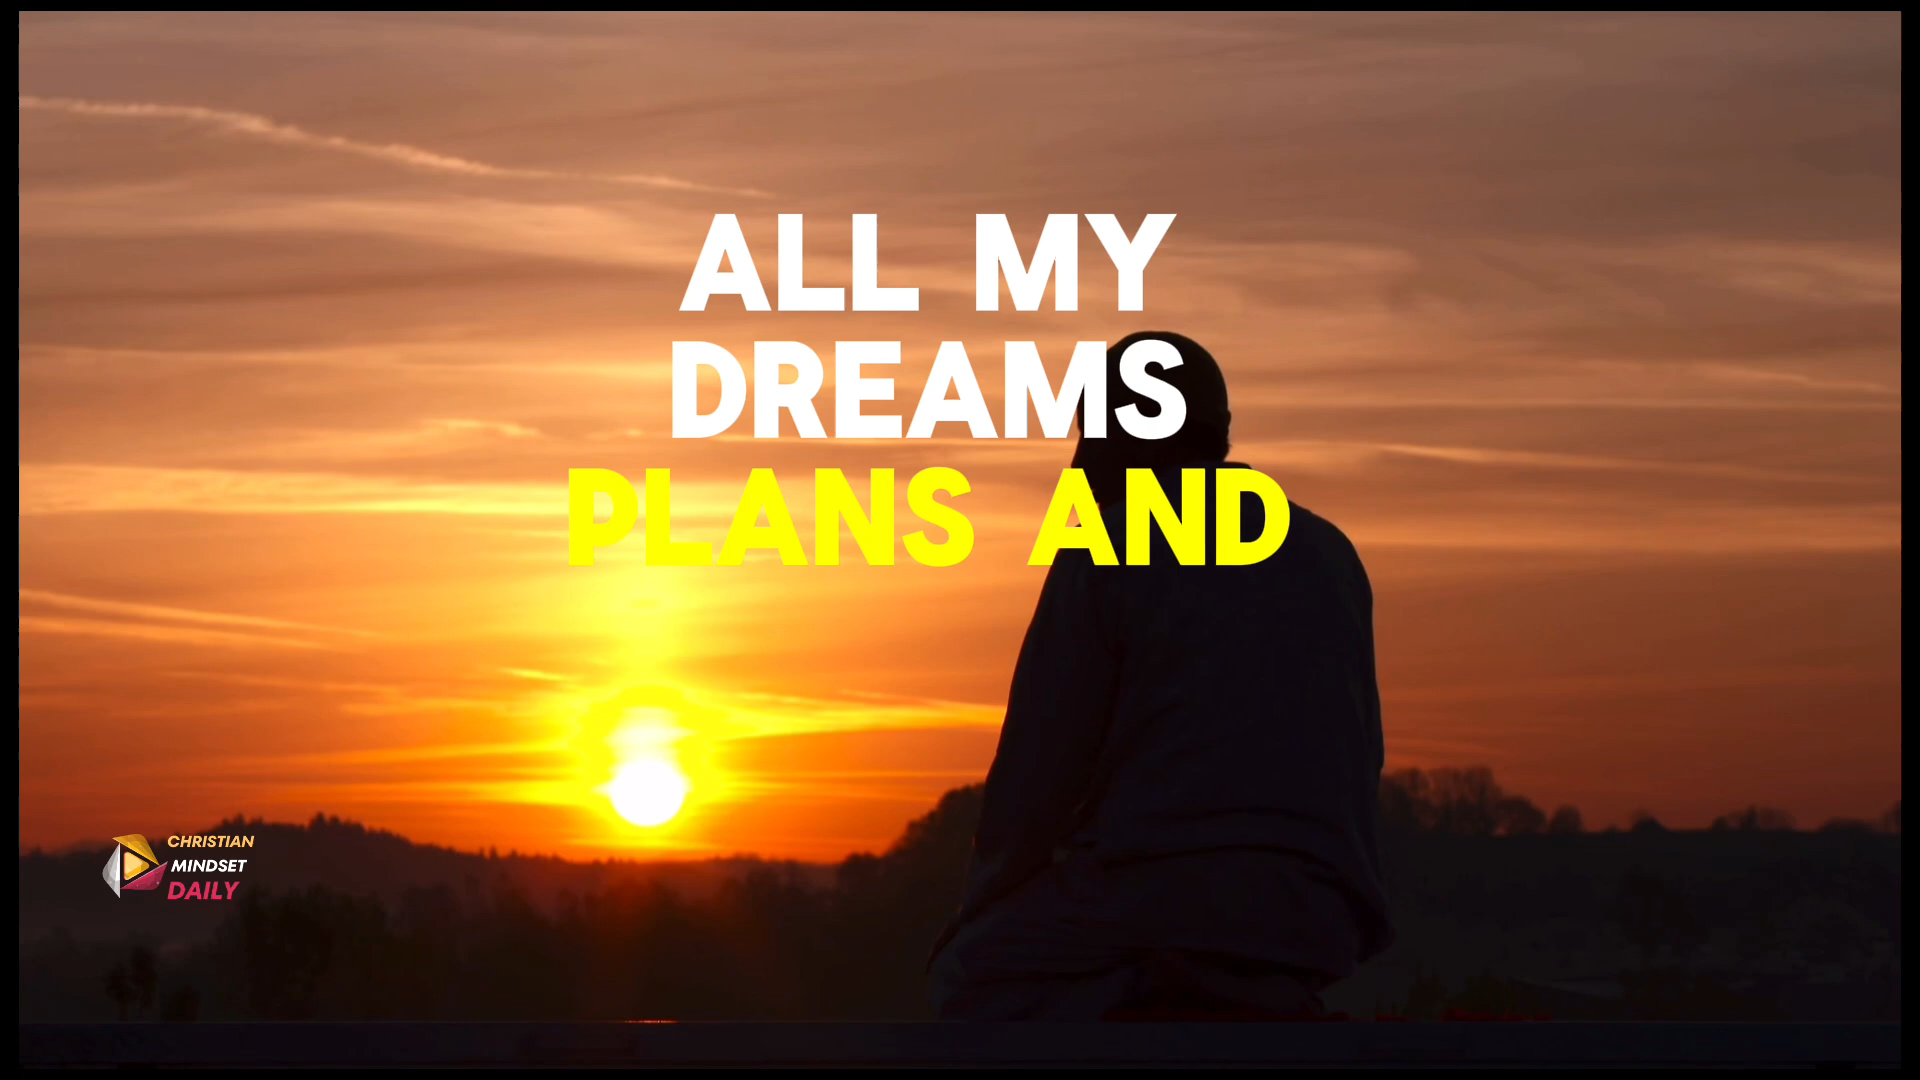 ALL MY
DREAMS
PLANS AND
CHRISTIAN
MINDSET
DAILY